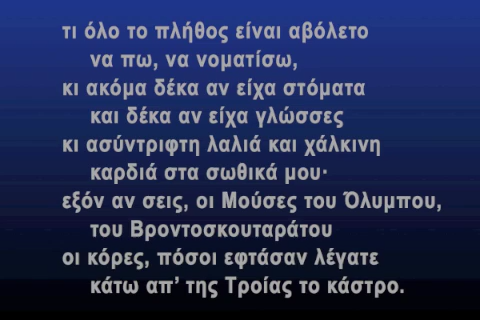 τι όλο το πλήθος είναι αβόλετο
να πω, να νοματίσω,
κι ακόμα δέκα αν είχα στόματα
και δέκα αν είχα γλώσσες
κι ασύντριφτη λαλιά και χάλκινη
καρδιά στα σωθικά μου·
εξόν αν σεις, οι Μούσες του Όλυμπου,
του Βροντοσκουταράτου
οι κόρες, πόσοι εφτάσαν λέγατε
κάτω απ’ της Τροίας το κάστρο.